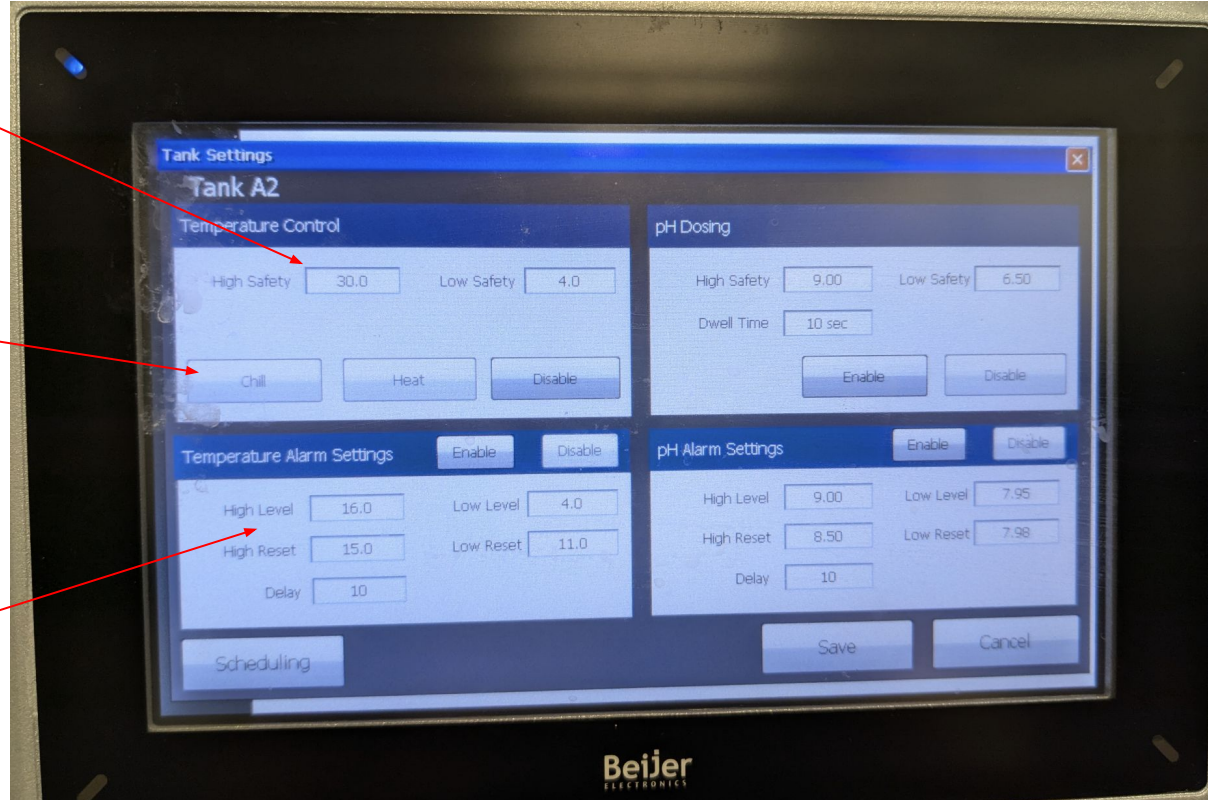 Tank Settings
Tank A2
Temperature Control
High Safety 30.0 Low Safety 4.0
Chill Heat Disable
pH Dosing
High Safety 9.00 Low Safety 6.50
Dwell Time 10 sec
Enable Disable
Temperature Alarm Settings Enable Disable
High Level 16.0 Low Level 4.0
High Reset 15.0 Low Reset 11.0
Delay 10
pH Alarm Settings Enable Disable
High Level 9.00 Low Level 7.95
High Reset 8.50 Low Reset 7.98
Delay 10
Scheduling Save Cancel
Beijer
ELECTRONICS